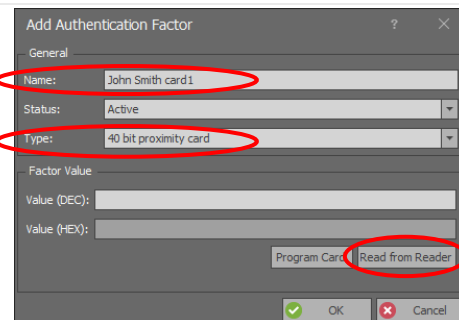 Add Authentication Factor ?
General
Name: John Smith card1
Status: Active
Type: 40 bit proximity card
Factor Value
Value (DEC):
Value (HEX):
Program Card Read from Reader
OK Cancel